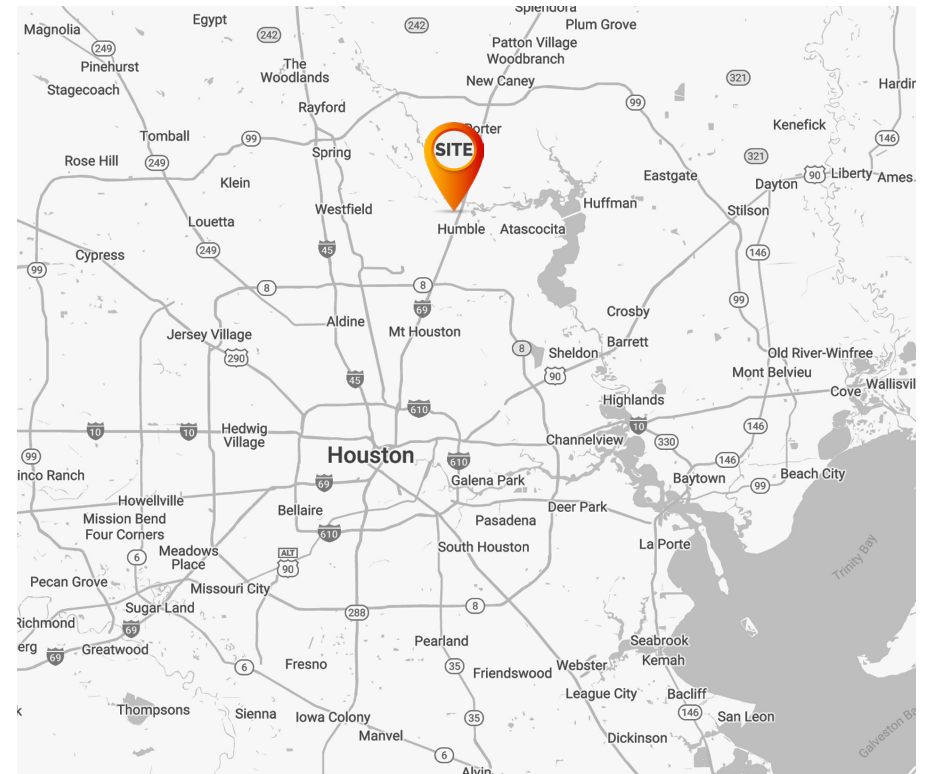 Splendora
Egypt
242
242
Plum Grove
Magnolia
249
Patton Village
Woodbranch
The
Woodlands
Pinehurst
New Caney
321
Stagecoach
Hardin
Rayford
99
Porter
Kenefick
Tomball
99
146
SITE
Spring
321
Rose Hill
249
Eastgate
90
Liberty
Ames
Klein
Dayton
Huffman
Westfield
Stilson
Louetta
Humble
Atascocita
249
45
146
Cypress
99
8
8
99
69
Crosby
Aldine
Mt Houston
Jersey Village
Barrett
8
Sheldon
Old River-Winfree
290
Mont Belvieu
45
90
Cove
Wallisvil
Highlands
610
10
10
Hedwig
Village
10
146
Channelview
330
Houston
99
610
146
inco Ranch
Galena Park
Baytown
Beach City
69
99
Howellville
Bellaire
Deer Park
Mission Bend
Four Corners
Pasadena
610
La Porte
South Houston
Meadows
Place
6
ALT
90
Trinity Bay
Pecan Grove
Missouri City
Sugar Land
288
8
Richmond
69
erg
69
Greatwood
Pearland
Seabrook
Kemah
6
Fresno
35
Friendswood
Webster
League City
Bacliff
k
Thompsons
Sienna
Iowa Colony
35
146
San Leon
Manvel
Dickinson
Galveston Ba
6
Alvin